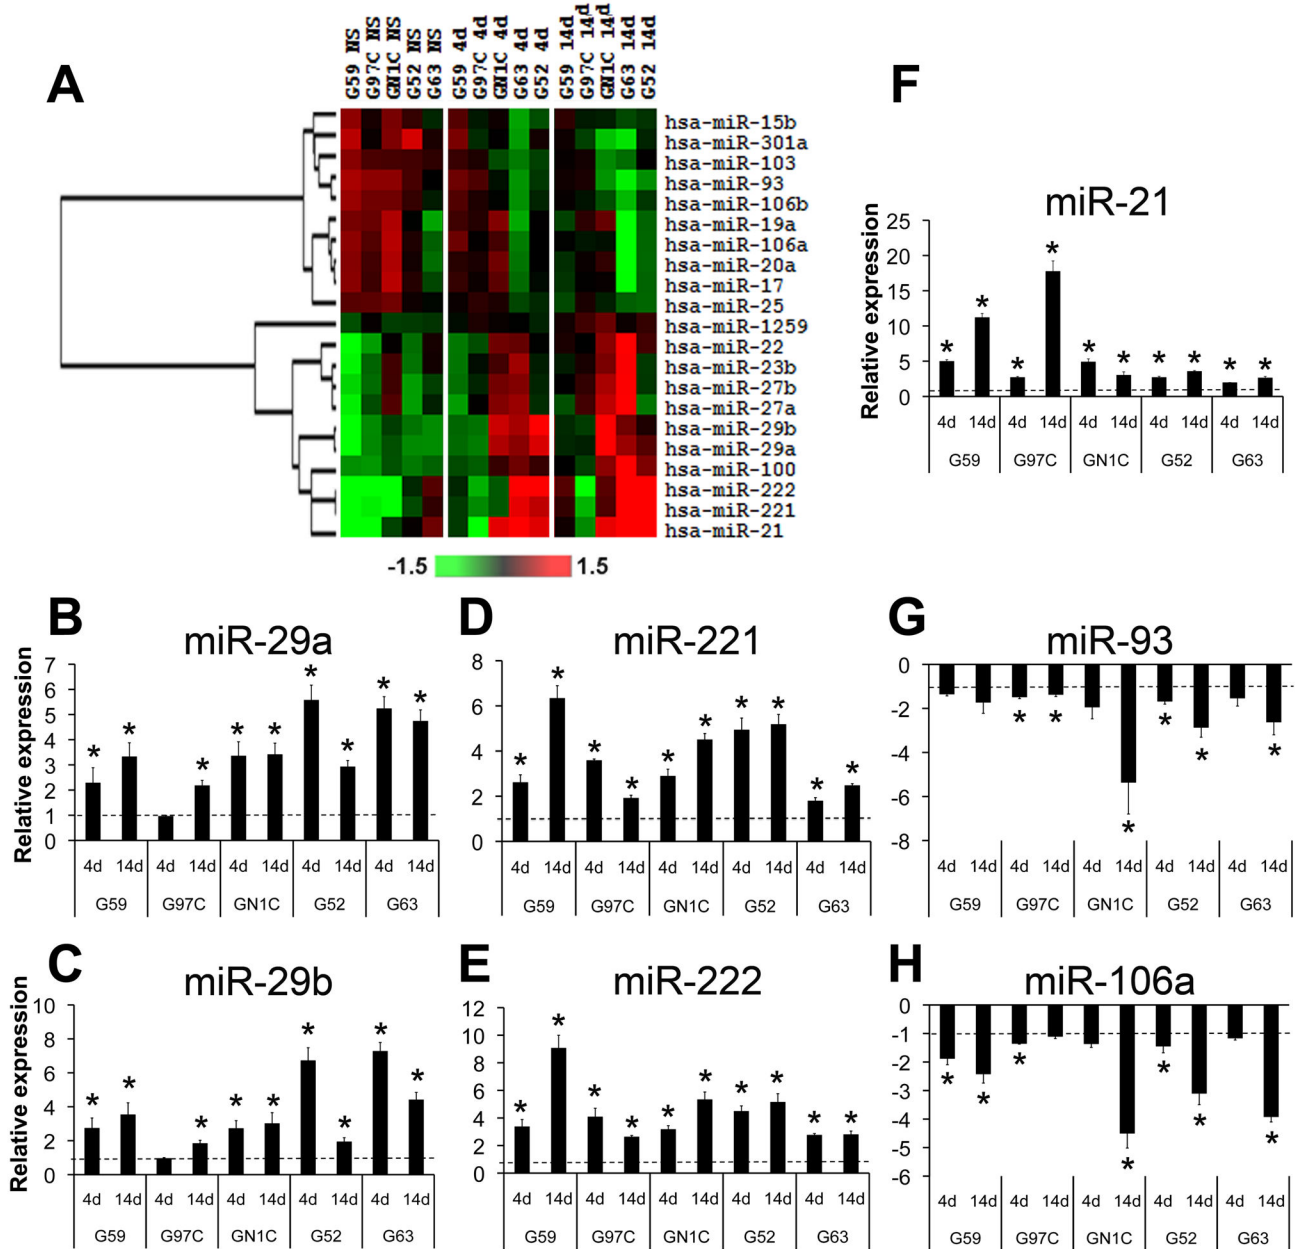 A
G59 NS
G97C NS
GN1C NS
G52 NS
G63 NS
G59 4d
G97C 4d
GN1C 4d
G63 4d
G52 4d
G59 14d
G97C 14d
GN1C 14d
G63 14d
G52 14d
hsa-miR-15b
hsa-miR-301a
hsa-miR-103
hsa-miR-93
hsa-miR-106b
hsa-miR-19a
hsa-miR-106a
hsa-miR-20a
hsa-miR-17
hsa-miR-25
hsa-miR-1259
hsa-miR-22
hsa-miR-23b
hsa-miR-27b
hsa-miR-27a
hsa-miR-29b
hsa-miR-29a
hsa-miR-100
hsa-miR-222
hsa-miR-221
hsa-miR-21
-1.5 1.5
F
miR-21
Relative expression
25
20
15
10
5
0
* * * * * * * * * *
4d 14d 4d 14d 4d 14d 4d 14d 4d 14d
G59 G97C GN1C G52 G63
B
miR-29a
Relative expression
7
6
5
4
3
2
1
0
* * * * * * * * *
4d 14d 4d 14d 4d 14d 4d 14d 4d 14d
G59 G97C GN1C G52 G63
D
miR-221
8
6
4
2
0
* * * * * * * * * *
4d 14d 4d 14d 4d 14d 4d 14d 4d 14d
G59 G97C GN1C G52 G63
G
miR-93
0
-2
-4
-6
-8
* * * * * *
4d 14d 4d 14d 4d 14d 4d 14d 4d 14d
G59 G97C GN1C G52 G63
C
miR-29b
Relative expression
10
8
6
4
2
0
* * * * * * * * *
4d 14d 4d 14d 4d 14d 4d 14d 4d 14d
G59 G97C GN1C G52 G63
E
miR-222
12
10
8
6
4
2
0
* * * * * * * * * *
4d 14d 4d 14d 4d 14d 4d 14d 4d 14d
G59 G97C GN1C G52 G63
H
miR-106a
0
-1
-2
-3
-4
-5
-6
* * * * * * *
4d 14d 4d 14d 4d 14d 4d 14d 4d 14d
G59 G97C GN1C G52 G63